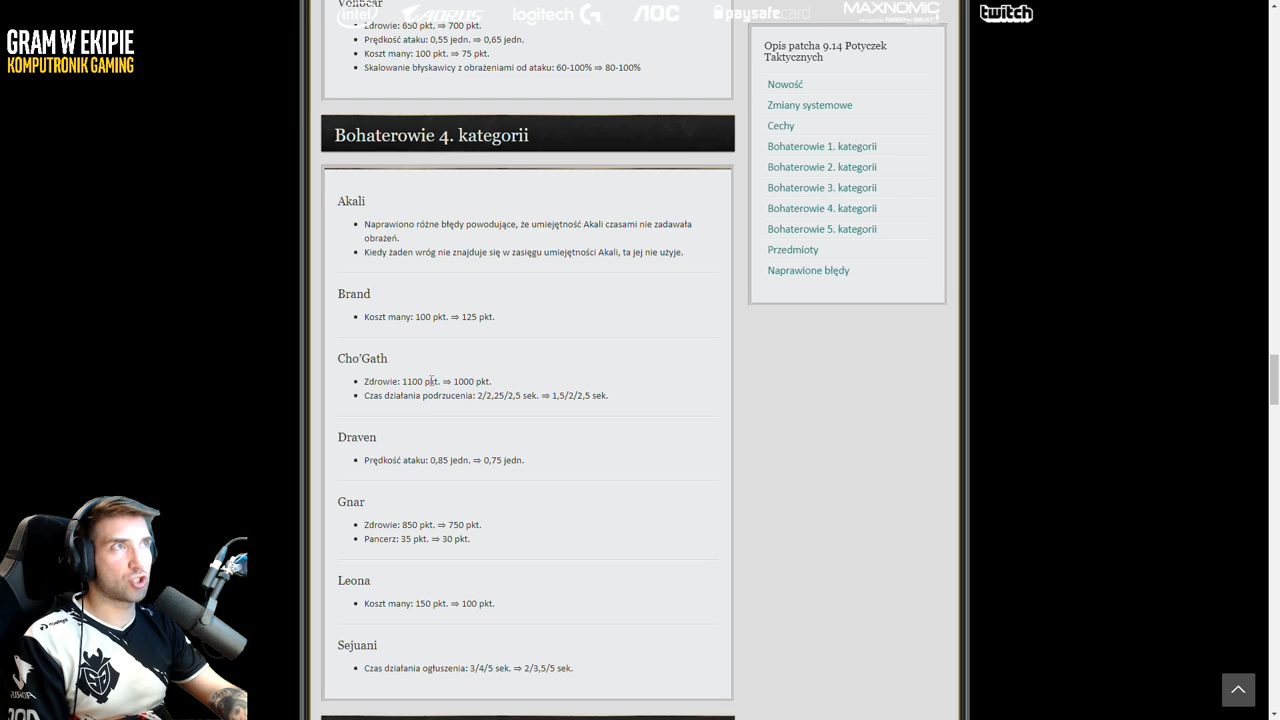 Volibear
intel
AORUS
logitech G
AOC
paysafecard
MAXNOMIC
twitch
GRAM W EKIPIE
KOMPUTRONIK GAMING
Zdrowie: 650 pkt. ⇒ 700 pkt.
Prędkość ataku: 0,55 jedn. ⇒ 0,65 jedn.
Koszt many: 100 pkt. ⇒ 75 pkt.
Skalowanie błyskawicy z obrażeniami od ataku: 60-100% ⇒ 80-100%
Bohaterowie 4. kategorii
Akali
Naprawiono różne błędy powodujące, że umiejętność Akali czasami nie zadawała
obrażeń.
Kiedy żaden wróg nie znajduje się w zasięgu umiejętności Akali, ta jej nie użyje.
Brand
Koszt many: 100 pkt. ⇒ 125 pkt.
Cho'Gath
Zdrowie: 1100 pkt. ⇒ 1000 pkt.
Czas działania podrzucenia: 2/2,25/2,5 sek. ⇒ 1,5/2/2,5 sek.
Draven
Prędkość ataku: 0,85 jedn. ⇒ 0,75 jedn.
Gnar
Zdrowie: 850 pkt. ⇒ 750 pkt.
Pancerz: 35 pkt. ⇒ 30 pkt.
Leona
Koszt many: 150 pkt. ⇒ 100 pkt.
Sejuani
Czas działania ogłuszenia: 3/4/5 sek. ⇒ 2/3,5/5 sek.
Opis patcha 9.14 Potyczek
Taktycznych
Nowość
Zmiany systemowe
Cechy
Bohaterowie 1. kategorii
Bohaterowie 2. kategorii
Bohaterowie 3. kategorii
Bohaterowie 4. kategorii
Bohaterowie 5. kategorii
Przedmioty
Naprawione błędy